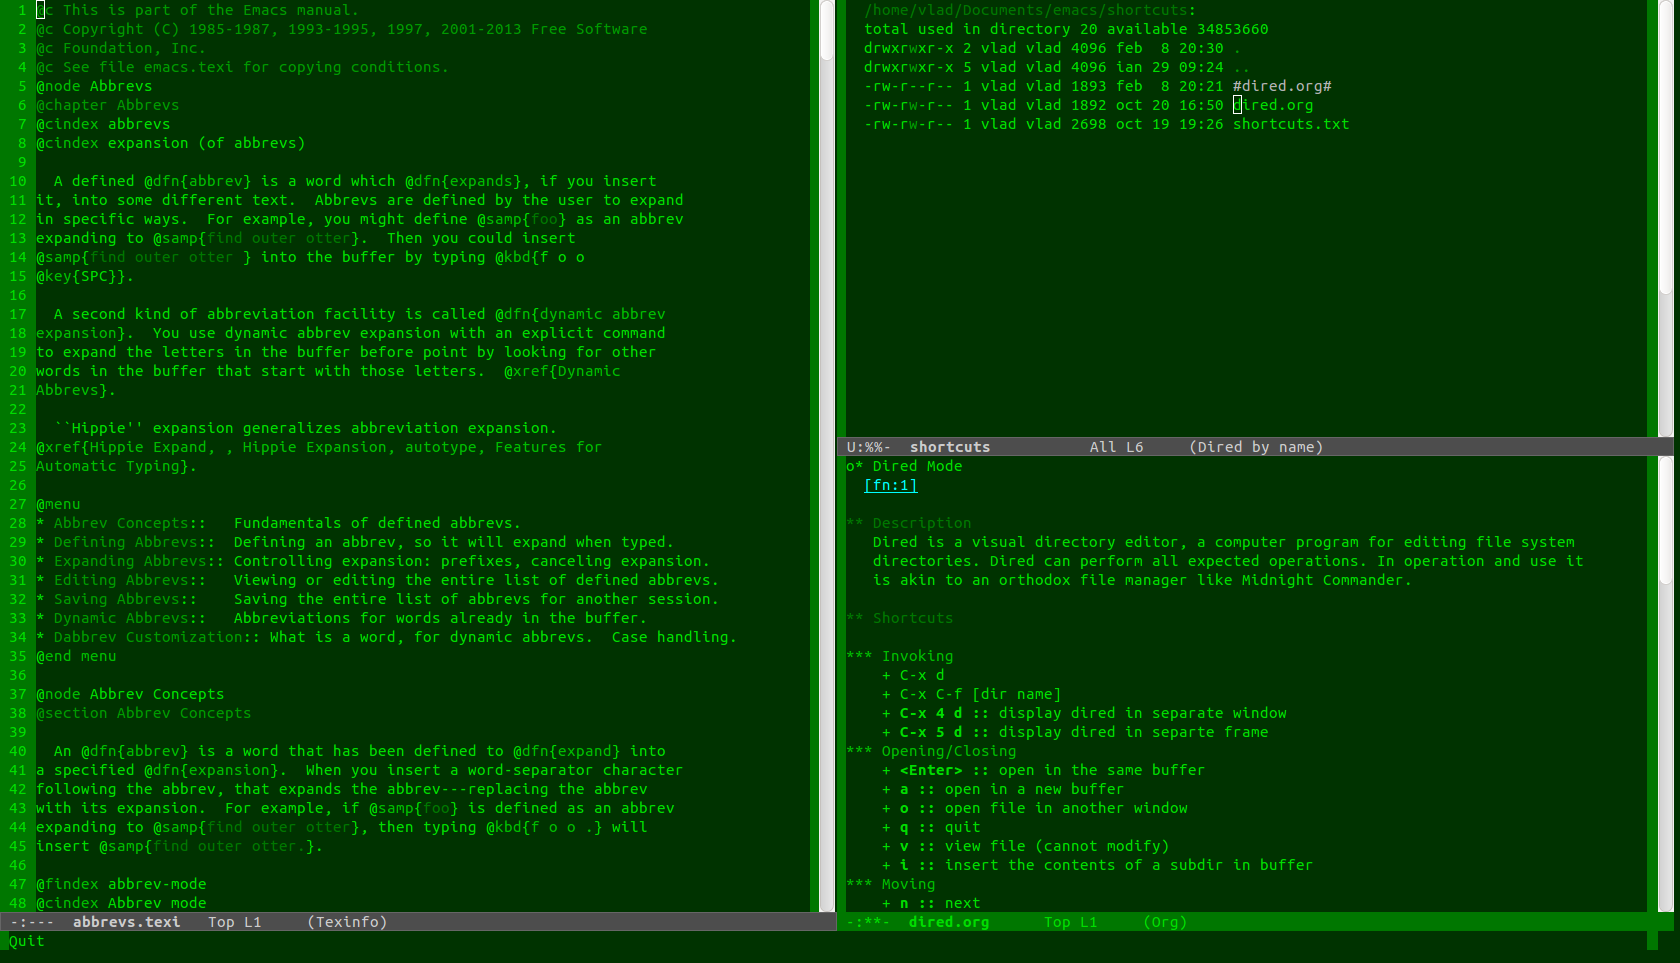 1 @c This is part of the Emacs manual.
2 @c Copyright (C) 1985-1987, 1993-1995, 1997, 2001-2013 Free Software
3 @c Foundation, Inc.
4 @c See file emacs.texi for copying conditions.
5 @node Abbrevs
6 @chapter Abbrevs
7 @cindex abbrevs
8 @cindex expansion (of abbrevs)
9
10   A defined @dfn{abbrev} is a word which @dfn{expands}, if you insert
11 it, into some different text.  Abbrevs are defined by the user to expand
12 in specific ways.  For example, you might define @samp{foo} as an abbrev
13 expanding to @samp{find outer otter}.  Then you could insert
14 @samp{find outer otter } into the buffer by typing @kbd{f o o
15 @key{SPC}}.
16
17   A second kind of abbreviation facility is called @dfn{dynamic abbrev
18 expansion}.  You use dynamic abbrev expansion with an explicit command
19 to expand the letters in the buffer before point by looking for other
20 words in the buffer that start with those letters.  @xref{Dynamic
21 Abbrevs}.
22
23   ``Hippie'' expansion generalizes abbreviation expansion.
24 @xref{Hippie Expand, , Hippie Expansion, autotype, Features for
25 Automatic Typing}.
26
27 @menu
28 * Abbrev Concepts::   Fundamentals of defined abbrevs.
29 * Defining Abbrevs::  Defining an abbrev, so it will expand when typed.
30 * Expanding Abbrevs:: Controlling expansion: prefixes, canceling expansion.
31 * Editing Abbrevs::   Viewing or editing the entire list of defined abbrevs.
32 * Saving Abbrevs::    Saving the entire list of abbrevs for another session.
33 * Dynamic Abbrevs::   Abbreviations for words already in the buffer.
34 * Dabbrev Customization:: What is a word, for dynamic abbrevs.  Case handling.
35 @end menu
36
37 @node Abbrev Concepts
38 @section Abbrev Concepts
39
40   An @dfn{abbrev} is a word that has been defined to @dfn{expand} into
41 a specified @dfn{expansion}.  When you insert a word-separator character
42 following the abbrev, that expands the abbrev---replacing the abbrev
43 with its expansion.  For example, if @samp{foo} is defined as an abbrev
44 expanding to @samp{find outer otter}, then typing @kbd{f o o .} will
45 insert @samp{find outer otter.}.
46
47 @findex abbrev-mode
48 @cindex Abbrev mode
-:---  abbrevs.texi   Top L1     (Texinfo)
Quit
/home/vlad/Documents/emacs/shortcuts:
total used in directory 20 available 34853660
drwxrwxr-x 2 vlad vlad 4096 feb  8 20:30 .
drwxrwxr-x 5 vlad vlad 4096 ian 29 09:24 ..
-rw-r--r-- 1 vlad vlad 1893 feb  8 20:21 #dired.org#
-rw-rw-r-- 1 vlad vlad 1892 oct 20 16:50 dired.org
-rw-rw-r-- 1 vlad vlad 2698 oct 19 19:26 shortcuts.txt
U:%%-  shortcuts           All L6     (Dired by name)
o* Dired Mode
[fn:1]
** Description
Dired is a visual directory editor, a computer program for editing file system
directories. Dired can perform all expected operations. In operation and use it
is akin to an orthodox file manager like Midnight Commander.
** Shortcuts
*** Invoking
+ C-x d
+ C-x C-f [dir name]
+ C-x 4 d :: display dired in separate window
+ C-x 5 d :: display dired in separte frame
*** Opening/Closing
+ <Enter> :: open in the same buffer
+ a :: open in a new buffer
+ o :: open file in another window
+ q :: quit
+ v :: view file (cannot modify)
+ i :: insert the contents of a subdir in buffer
*** Moving
+ n :: next
-:**-  dired.org      Top L1     (Org)